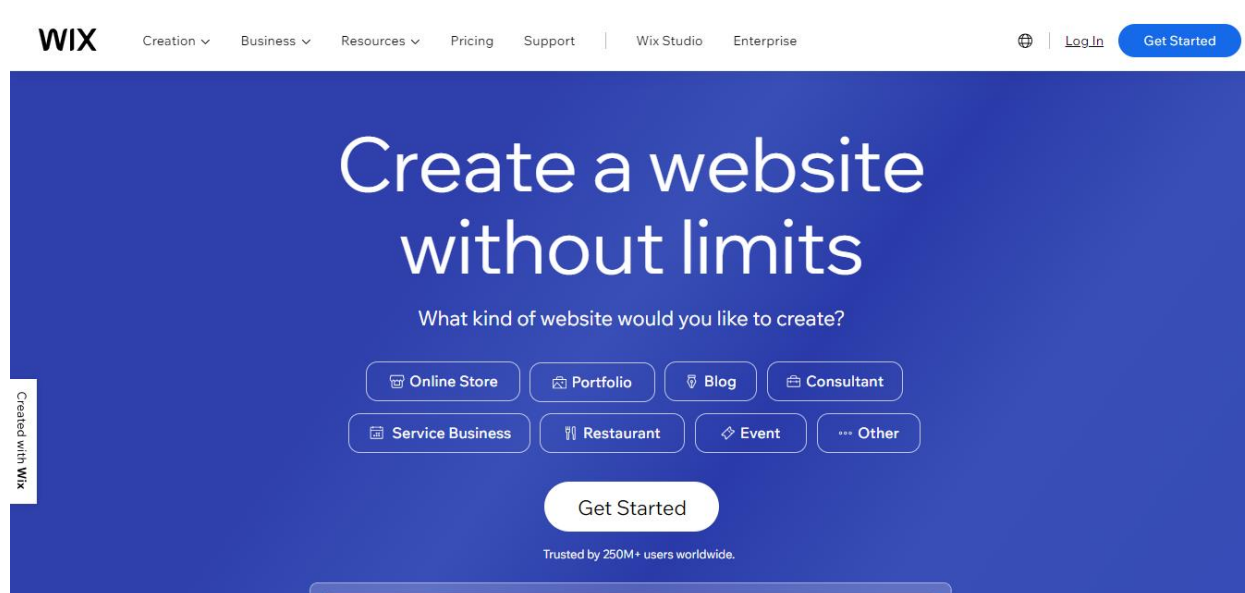 WIX Creation Business Resources Pricing Support Wix Studio Enterprise Log In Get Started
Create a website
without limits
What kind of website would you like to create?
Online Store Portfolio Blog Consultant
Service Business Restaurant Event Other
Created with Wix
Get Started
Trusted by 250M+ users worldwide.